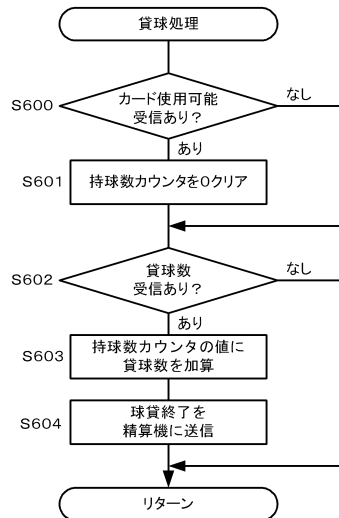 貸球処理
S600
カード使用可能
受信あり？
なし
あり
S601
持球数カウンタを0クリア
S602
貸球数
受信あり？
なし
あり
S603
持球数カウンタの値に
貸球数を加算
S604
球貸終了を
精算機に送信
リターン